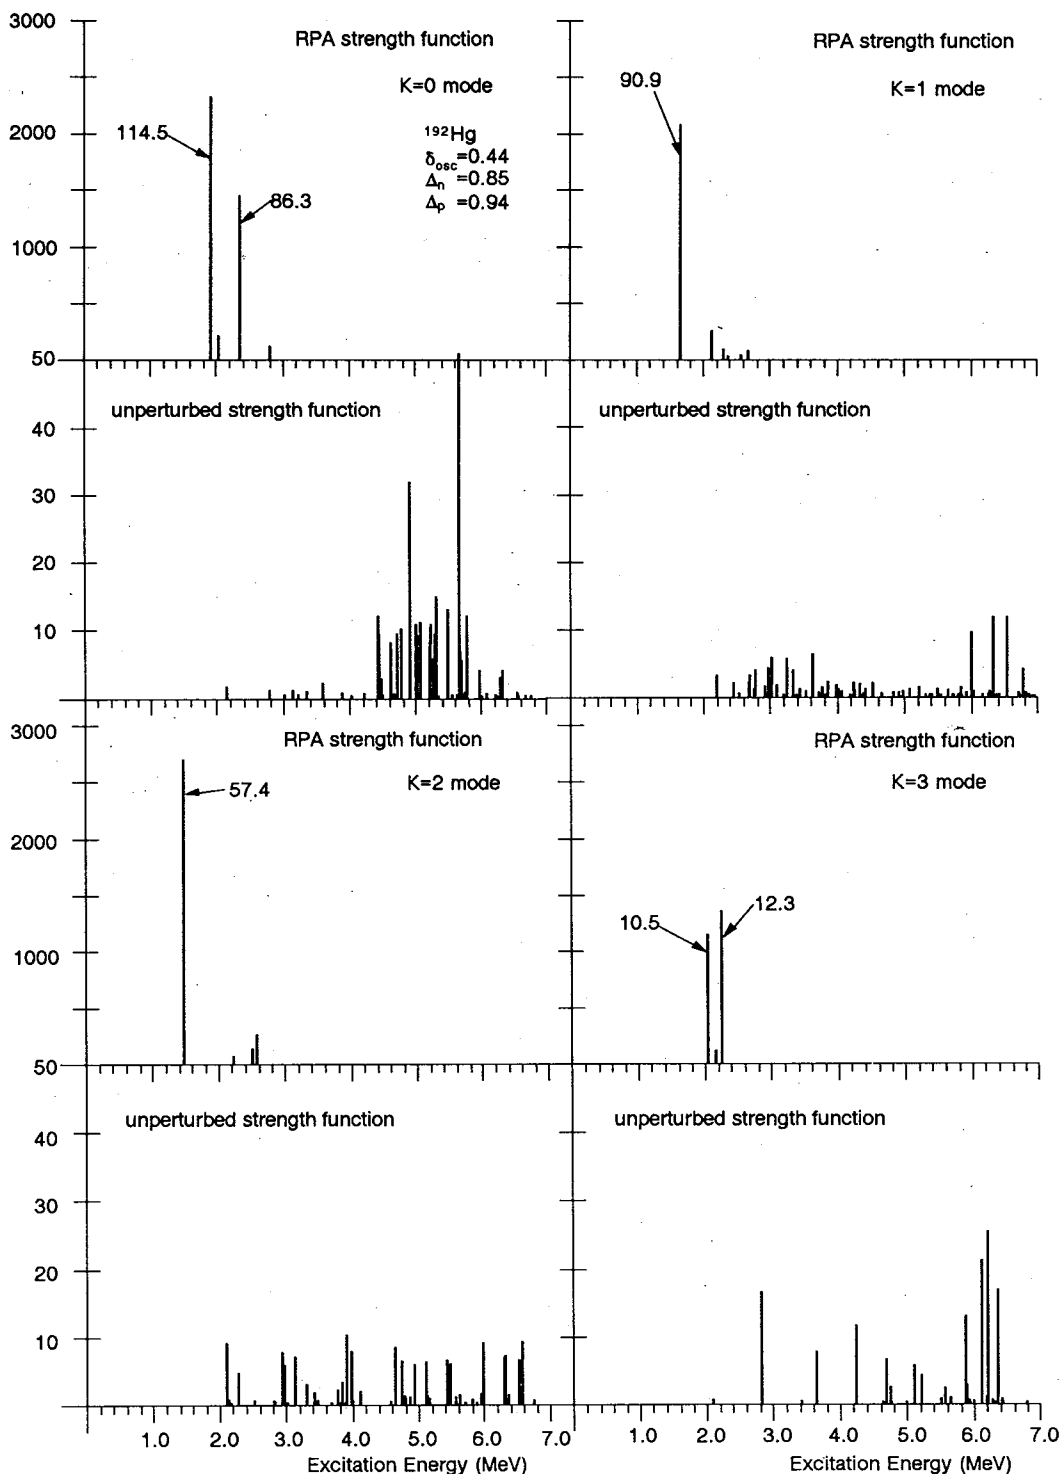 3000
RPA strength function
K=0 mode
114.5
192Hg
δosc=0.44
Δn =0.85
Δp =0.94
2000
86.3
1000
50
RPA strength function
K=1 mode
90.9
unperturbed strength function
40
30
20
10
unperturbed strength function
3000
RPA strength function
K=2 mode
57.4
2000
1000
50
RPA strength function
K=3 mode
10.5
12.3
unperturbed strength function
40
30
20
10
1.0 2.0 3.0 4.0 5.0 6.0 7.0
Excitation Energy (MeV)
unperturbed strength function
1.0 2.0 3.0 4.0 5.0 6.0 7.0
Excitation Energy (MeV)